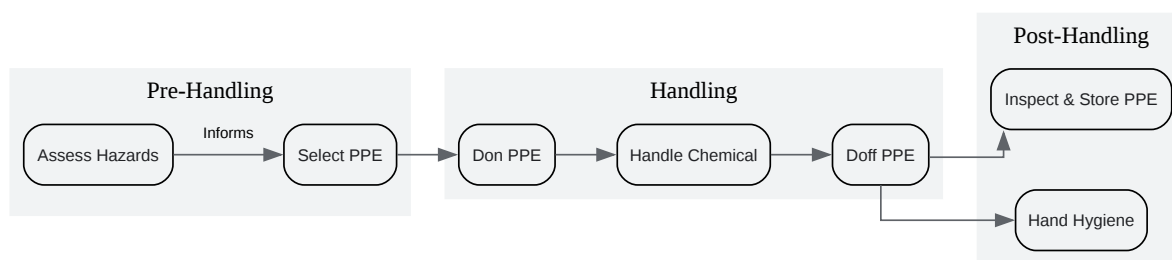 Pre-Handling
Assess Hazards
Informs
Select PPE
Handling
Don PPE
Handle Chemical
Doff PPE
Post-Handling
Inspect & Store PPE
Hand Hygiene